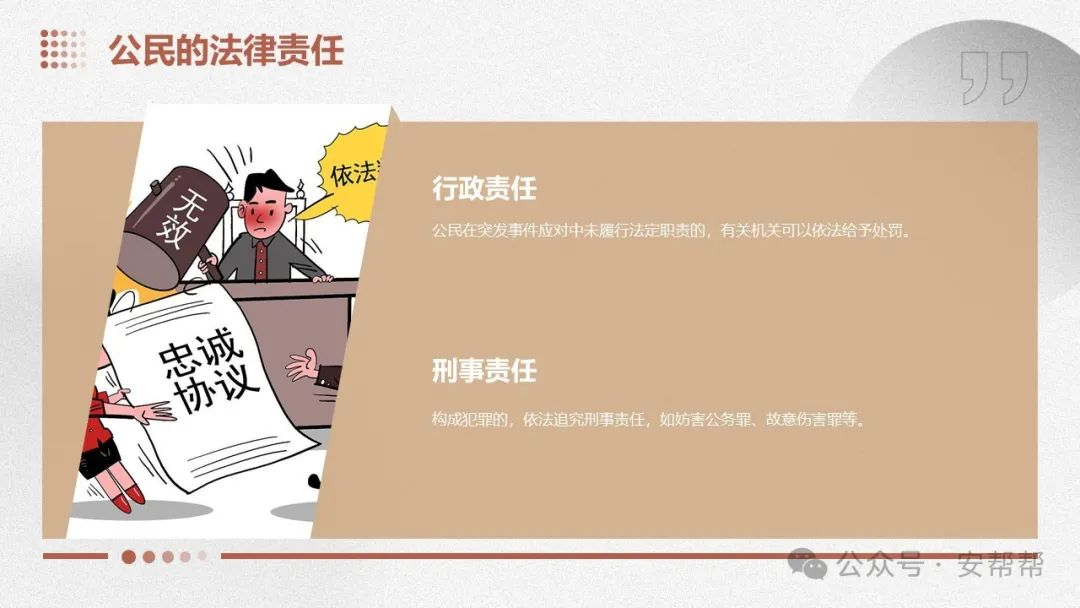 公民的法律责任
无效
依法
忠诚
协议
行政责任
公民在突发事件应对中未履行法定职责的，有关机关可以依法给予处罚。
刑事责任
构成犯罪的，依法追究刑事责任，如妨害公务罪、故意伤害罪等。
公众号·安帮帮